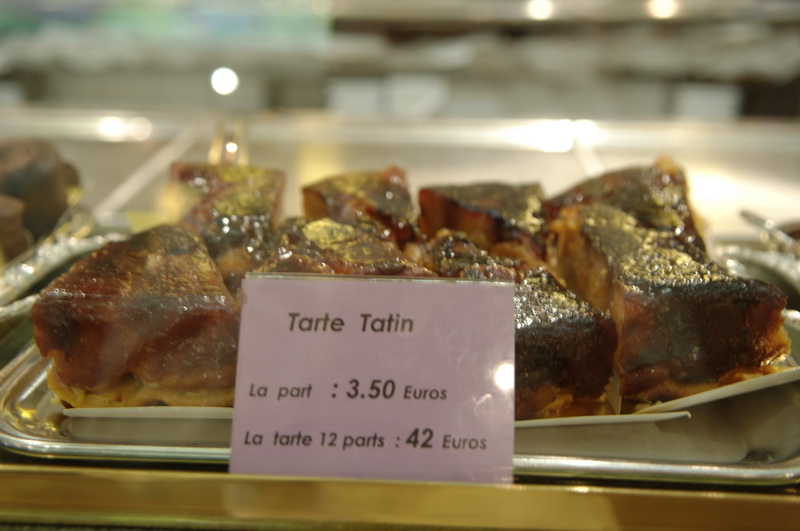 Tarte Tatin
La part : 3.50 Euros
La tarte 12 parts : 42 Euros